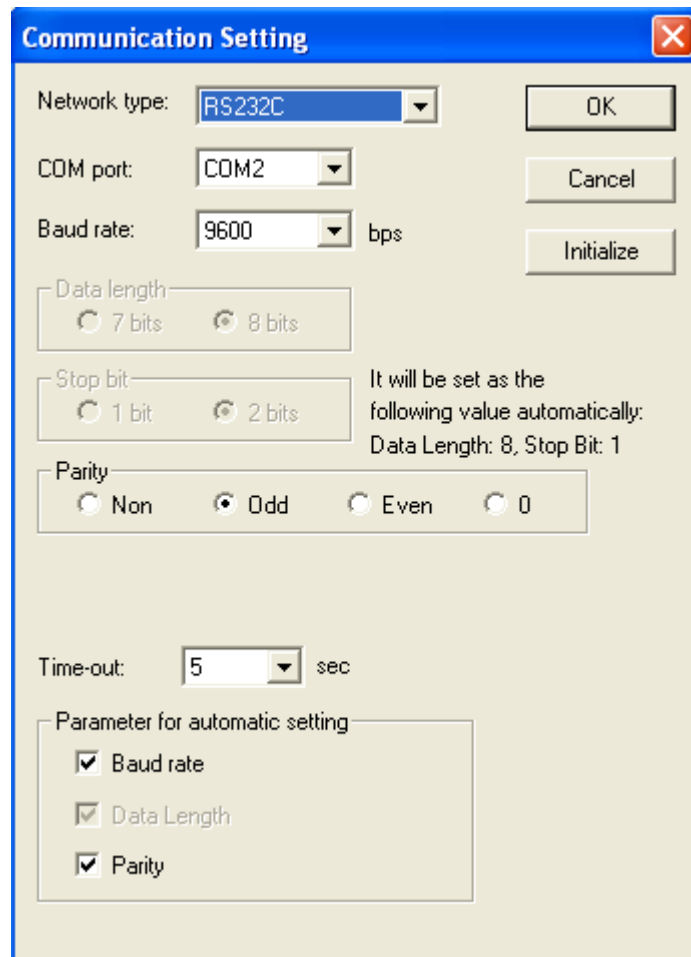 Communication Setting
Network type: RS232C OK
COM port: COM2 Cancel
Baud rate: 9600 bps Initialize
Data length
7 bits 8 bits
Stop bit
1 bit 2 bits
It will be set as the
following value automatically:
Data Length: 8, Stop Bit: 1
Parity
Non Odd Even 0
Time-out: 5 sec
Parameter for automatic setting
Baud rate
Data Length
Parity